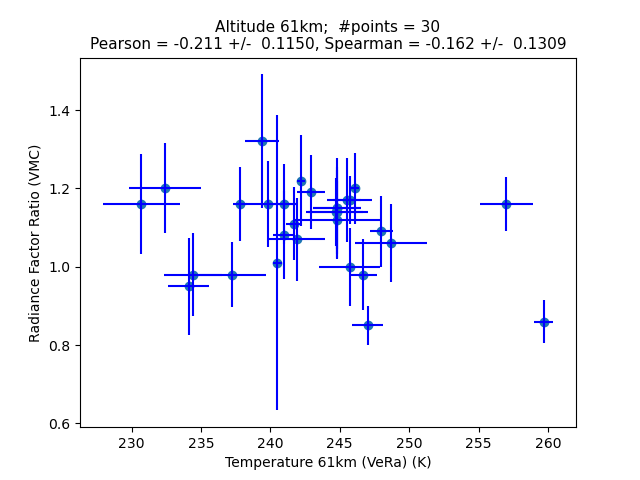 Altitude 61km;  #points = 30
Pearson = -0.211 +/-  0.1150, Spearman = -0.162 +/-  0.1309
1.4
1.2
1.0
0.8
0.6
Radiance Factor Ratio (VMC)
230 235 240 245 250 255 260
Temperature 61km (VeRa) (K)